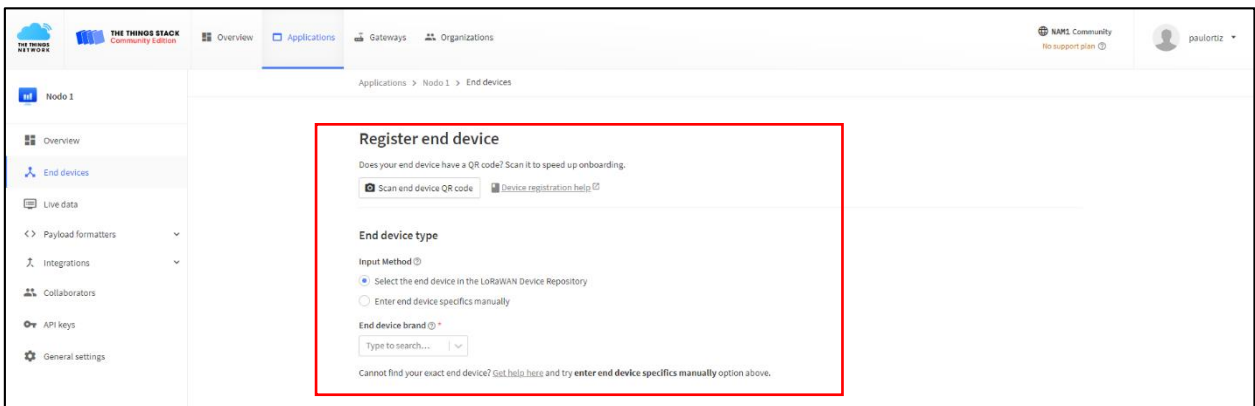 THE THINGS NETWORK
THE THINGS STACK
Community Edition
Overview
Applications
Gateways
Organizations
NAM1 Community
No support plan
paulortiz
Applications > Nodo 1 > End devices
Nodo 1
Overview
End devices
Live data
Payload formatters
Integrations
Collaborators
API keys
General settings
Register end device
Does your end device have a QR code? Scan it to speed up onboarding.
Scan end device QR code
Device registration help
End device type
Input Method
Select the end device in the LoRaWAN Device Repository
Enter end device specifics manually
End device brand *
Type to search...
Cannot find your exact end device? Get help here and try enter end device specifics manually option above.